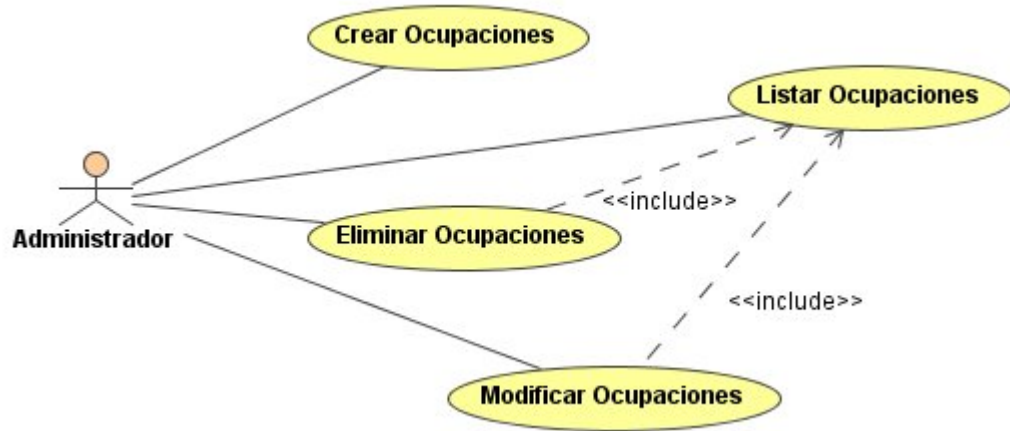 Crear Ocupaciones
Listar Ocupaciones
<<include>>
Eliminar Ocupaciones
Administrador
<<include>>
Modificar Ocupaciones